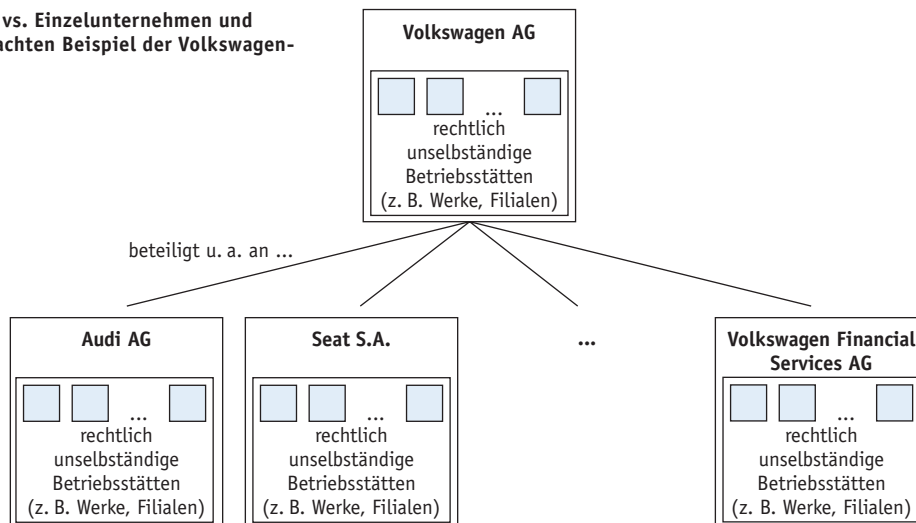 vs. Einzelunternehmen und
achten Beispiel der Volkswagen-
Volkswagen AG
...
rechtlich
unselbständige
Betriebsstätten
(z. B. Werke, Filialen)
beteiligt u. a. an ...
Audi AG
...
rechtlich
unselbständige
Betriebsstätten
(z. B. Werke, Filialen)
Seat S.A.
...
rechtlich
unselbständige
Betriebsstätten
(z. B. Werke, Filialen)
...
Volkswagen Financial
Services AG
...
rechtlich
unselbständige
Betriebsstätten
(z. B. Werke, Filialen)